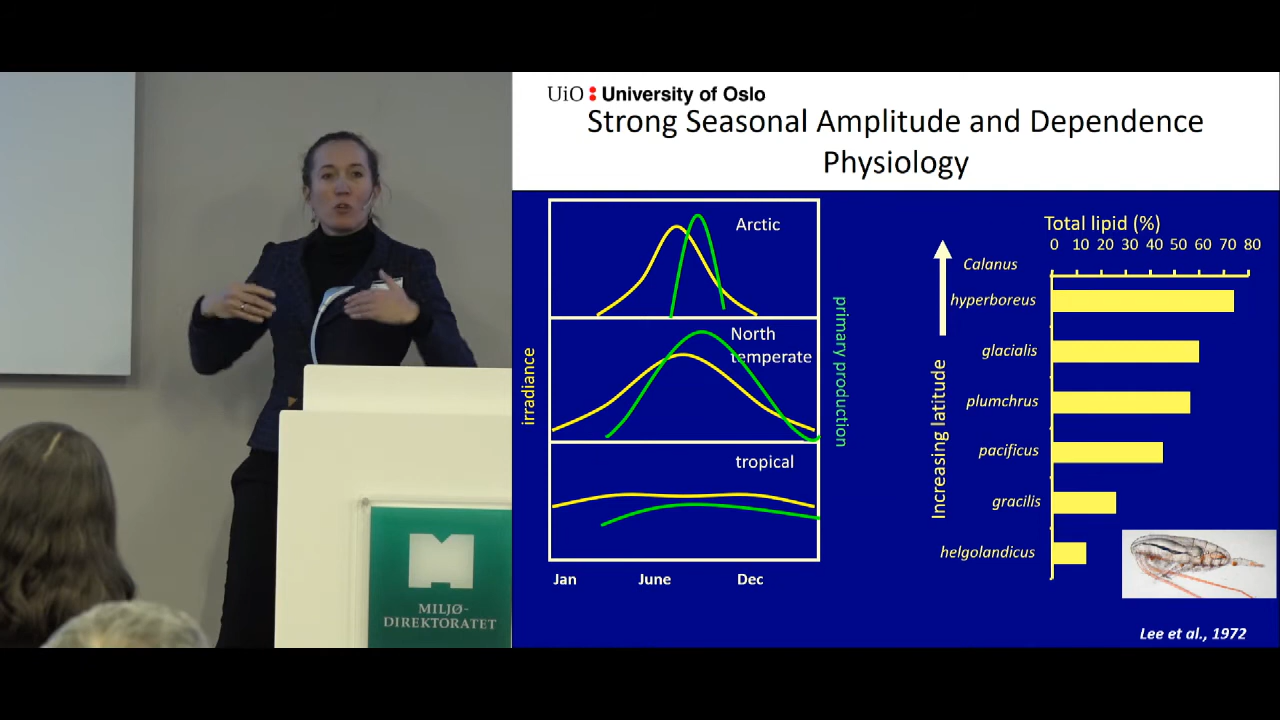 UiO : University of Oslo
Strong Seasonal Amplitude and Dependence
Physiology
Arctic
North
temperate
tropical
irradiance
primary production
Jan June Dec
Total lipid (%)
0 10 20 30 40 50 60 70 80
Calanus
hyperboreus
glacialis
plumchrus
pacificus
gracilis
helgolandicus
Increasing latitude
Lee et al., 1972
MILJØ-
DIREKTORATET